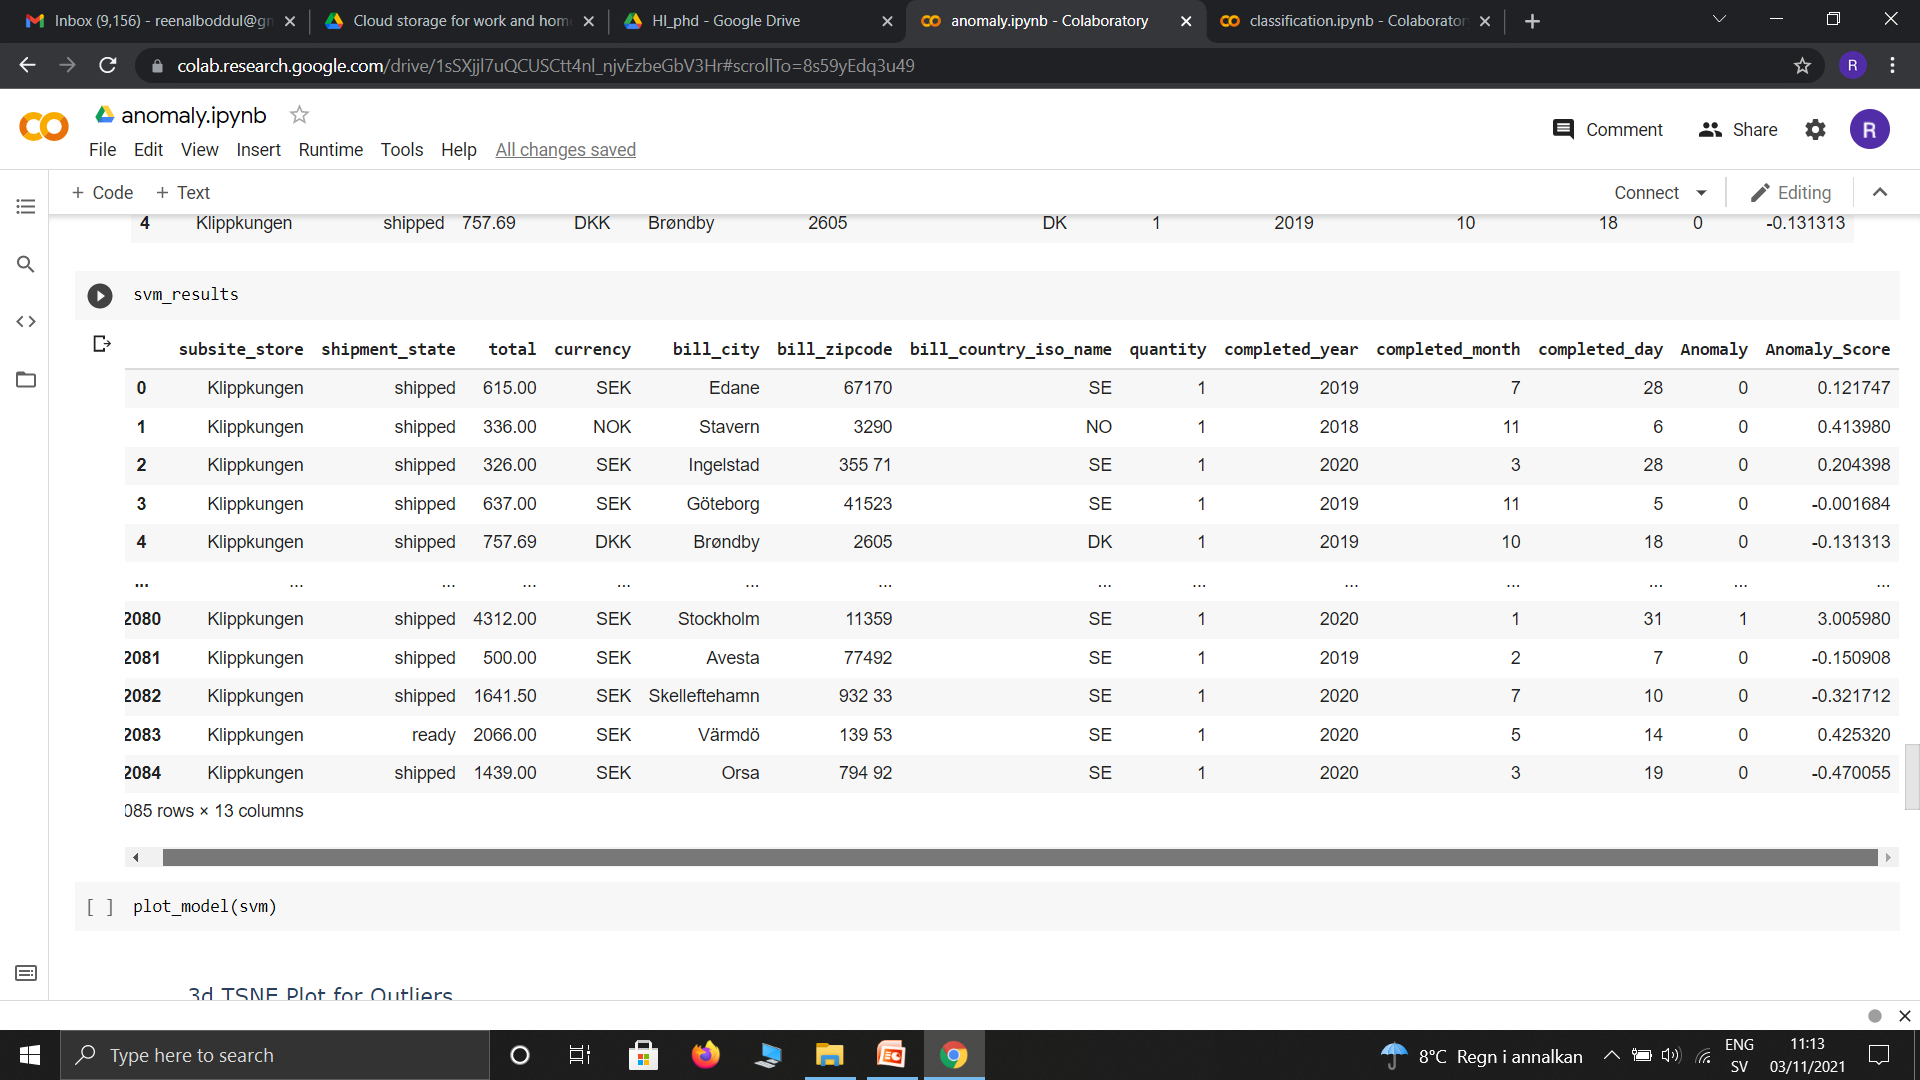 Inbox (9,156) - reenalboddul@gm
Cloud storage for work and hom
HI_phd - Google Drive
anomaly.ipynb - Colaboratory
classification.ipynb - Colaborator
colab.research.google.com/drive/1sSXjjl7uQCUSCtt4nl_njvEzbeGbV3Hr#scrollTo=8s59yEdq3u49
R
anomaly.ipynb
Comment Share R
File Edit View Insert Runtime Tools Help All changes saved
+ Code + Text Connect Editing
4 Klippkungen shipped 757.69 DKK Brøndby 2605 DK 1 2019 10 18 0 -0.131313
svm_results
subsite_store shipment_state total currency bill_city bill_zipcode bill_country_iso_name quantity completed_year completed_month completed_day Anomaly Anomaly_Score
0 Klippkungen shipped 615.00 SEK Edane 67170 SE 1 2019 7 28 0 0.121747
1 Klippkungen shipped 336.00 NOK Stavern 3290 NO 1 2018 11 6 0 0.413980
2 Klippkungen shipped 326.00 SEK Ingelstad 355 71 SE 1 2020 3 28 0 0.204398
3 Klippkungen shipped 637.00 SEK Göteborg 41523 SE 1 2019 11 5 0 -0.001684
4 Klippkungen shipped 757.69 DKK Brøndby 2605 DK 1 2019 10 18 0 -0.131313
... ... ... ... ... ... ... ... ... ... ... ... ... ...
2080 Klippkungen shipped 4312.00 SEK Stockholm 11359 SE 1 2020 1 31 1 3.005980
2081 Klippkungen shipped 500.00 SEK Avesta 77492 SE 1 2019 2 7 0 -0.150908
2082 Klippkungen shipped 1641.50 SEK Skelleftehamn 932 33 SE 1 2020 7 10 0 -0.321712
2083 Klippkungen ready 2066.00 SEK Värmdö 139 53 SE 1 2020 5 14 0 0.425320
2084 Klippkungen shipped 1439.00 SEK Orsa 794 92 SE 1 2020 3 19 0 -0.470055
085 rows × 13 columns
[ ] plot_model(svm)
3d TSNE Plot for Outliers
Type here to search
8°C Regn i annalkan
ENG
SV
11:13
03/11/2021